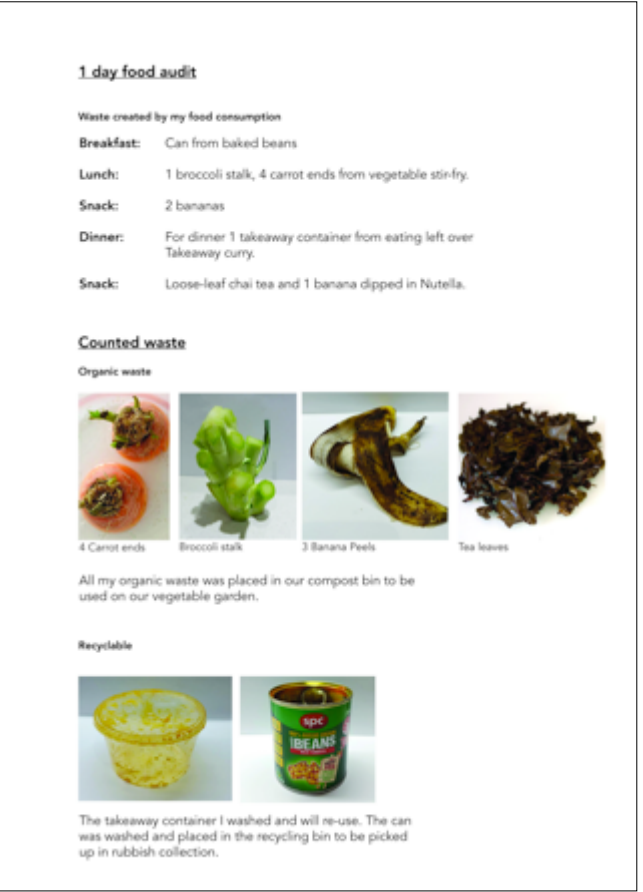 1 day food audit
Waste created by my food consumption
Breakfast: Can from baked beans
Lunch: 1 broccoli stalk, 4 carrot ends from vegetable stir-fry.
Snack: 2 bananas
Dinner: For dinner 1 takeaway container from eating left over
Takeaway curry.
Snack: Loose-leaf chai tea and 1 banana dipped in Nutella.
Counted waste
Organic waste
4 Carrot ends Broccoli stalk 3 Banana Peels Tea leaves
All my organic waste was placed in our compost bin to be
used on our vegetable garden.
Recyclable
spc
BEANS
The takeaway container I washed and will re-use. The can
was washed and placed in the recycling bin to be picked
up in rubbish collection.